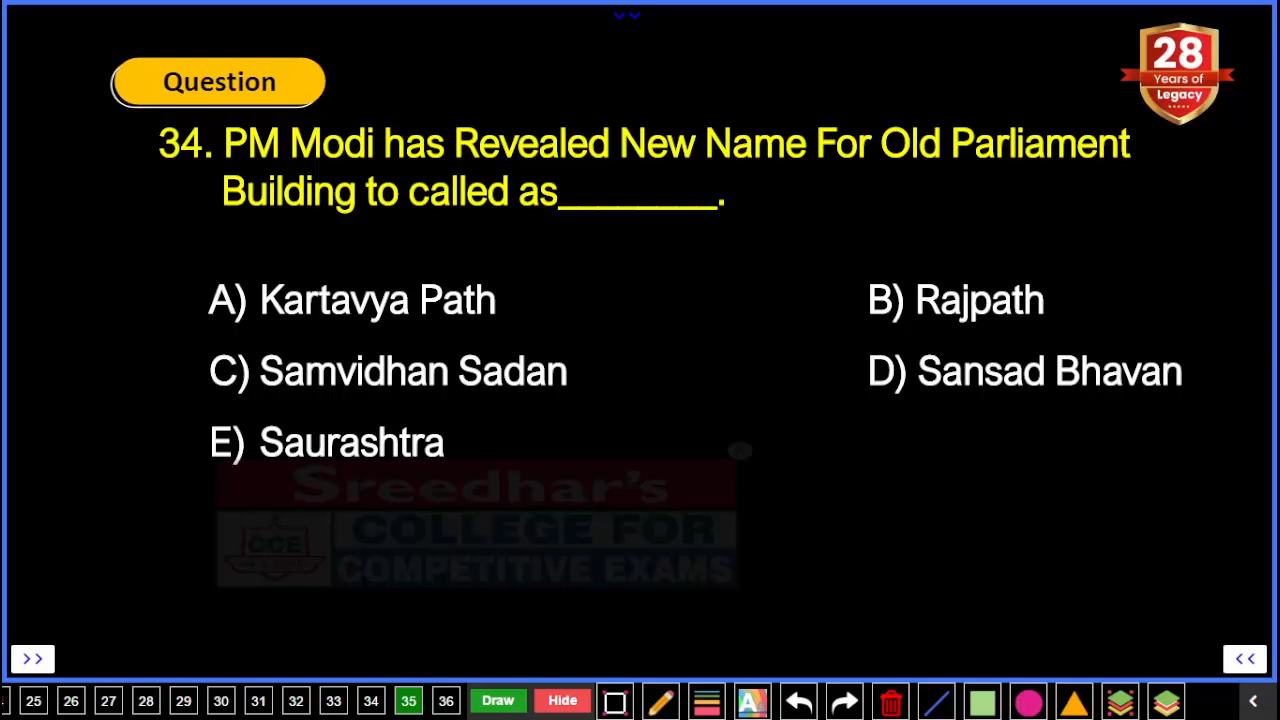 28
Years of
Legacy
Question
34. PM Modi has Revealed New Name For Old Parliament
Building to called as________.
A) Kartavya Path
B) Rajpath
C) Samvidhan Sadan
D) Sansad Bhavan
E) Saurashtra
Sreedhar's
CCE
COLLEGE FOR
COMPETITIVE EXAMS
>>
<<
25 26 27 28 29 30 31 32 33 34 35 36 Draw Hide A